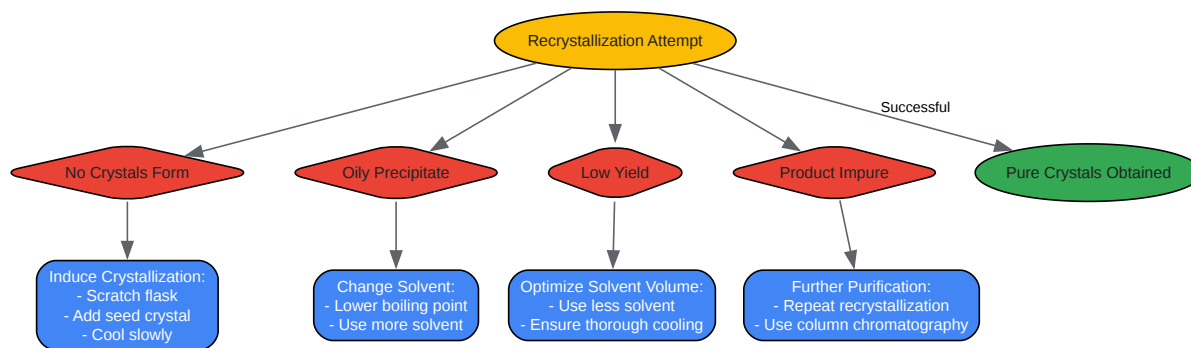 Recrystallization Attempt
Successful
No Crystals Form
Oily Precipitate
Low Yield
Product Impure
Pure Crystals Obtained
Induce Crystallization:
- Scratch flask
- Add seed crystal
- Cool slowly
Change Solvent:
- Lower boiling point
- Use more solvent
Optimize Solvent Volume:
- Use less solvent
- Ensure thorough cooling
Further Purification:
- Repeat recrystallization
- Use column chromatography